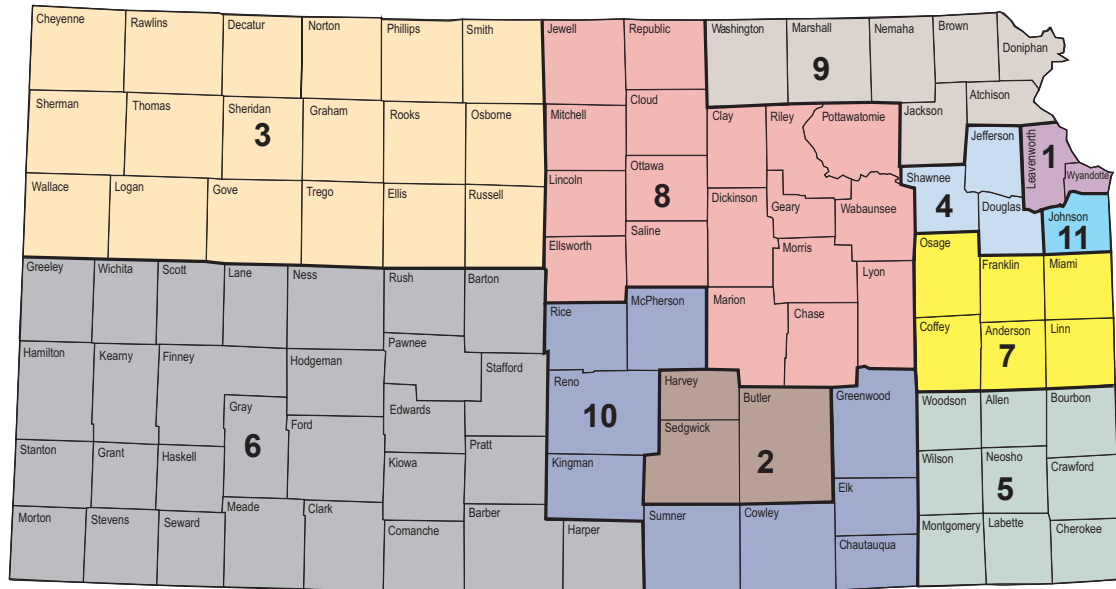 Cheyenne
Rawlins
Decatur
Norton
Phillips
Smith
Jewell
Republic
Washington
Marshall
Nemaha
Brown
Doniphan
9
Sherman
Thomas
Sheridan
Graham
Rooks
Osborne
3
Mitchell
Cloud
Clay
Riley
Pottawatomie
Jackson
Atchison
Jefferson
Leavenworth
1
Wyandotte
Wallace
Logan
Gove
Trego
Ellis
Russell
Lincoln
Ottawa
8
Dickinson
Geary
Wabaunsee
Shawnee
4
Douglas
Johnson
11
Ellsworth
Saline
Morris
Lyon
Osage
Franklin
Miami
Greeley
Wichita
Scott
Lane
Ness
Rush
Barton
Rice
McPherson
Marion
Chase
Coffey
Anderson
7
Linn
Hamilton
Kearny
Finney
Hodgeman
Pawnee
Stafford
Reno
10
Harvey
Butler
Greenwood
Woodson
Allen
Bourbon
Gray
6
Ford
Edwards
Pratt
Sedgwick
2
Stanton
Grant
Haskell
Kiowa
Kingman
Elk
Wilson
Neosho
5
Crawford
Morton
Stevens
Seward
Meade
Clark
Comanche
Barber
Harper
Sumner
Cowley
Chautauqua
Montgomery
Labette
Cherokee